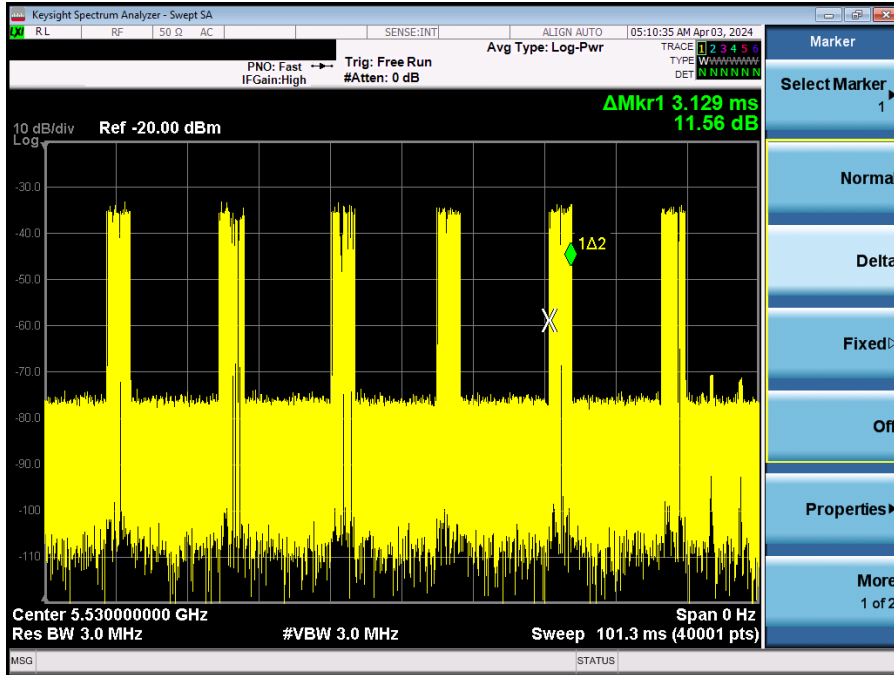 Keysight Spectrum Analyzer - Swept SA
LXI RL RF 50 Ω AC SENSE:INT ALIGN AUTO 05:10:35 AM Apr 03, 2024
Avg Type: Log-Pwr TRACE 1 2 3 4 5 6
PNO: Fast Trig: Free Run TYPE WWWWWW
IFGain:High #Atten: 0 dB DET N N N N N N
ΔMkr1 3.129 ms
11.56 dB
10 dB/div Ref -20.00 dBm
Log
-30.0
-40.0
1Δ2
-50.0
-60.0
X
-70.0
-80.0
-90.0
-100
-110
Center 5.530000000 GHz Span 0 Hz
Res BW 3.0 MHz #VBW 3.0 MHz Sweep 101.3 ms (40001 pts)
MSG STATUS
Marker
Select Marker
1
Norma
Delta
Fixed
Off
Properties
More
1 of 2